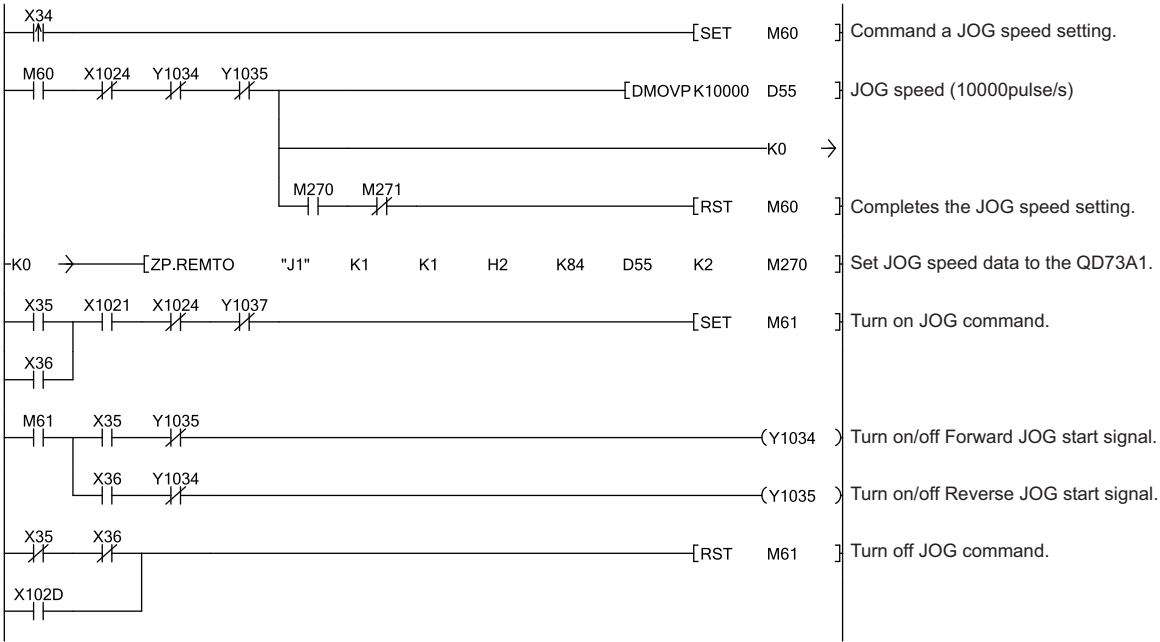 X34
[SET M60 ] Command a JOG speed setting.
M60 X1024 Y1034 Y1035
[DMOVP K10000 D55 ] JOG speed (10000pulse/s)
K0
M270 M271
[RST M60 ] Completes the JOG speed setting.
K0 [ZP.REMTO "J1" K1 K1 H2 K84 D55 K2 M270 ] Set JOG speed data to the QD73A1.
X35 X1021 X1024 Y1037
[SET M61 ] Turn on JOG command.
X36
M61 X35 Y1035
(Y1034 ) Turn on/off Forward JOG start signal.
X36 Y1034
(Y1035 ) Turn on/off Reverse JOG start signal.
X35 X36
[RST M61 ] Turn off JOG command.
X102D